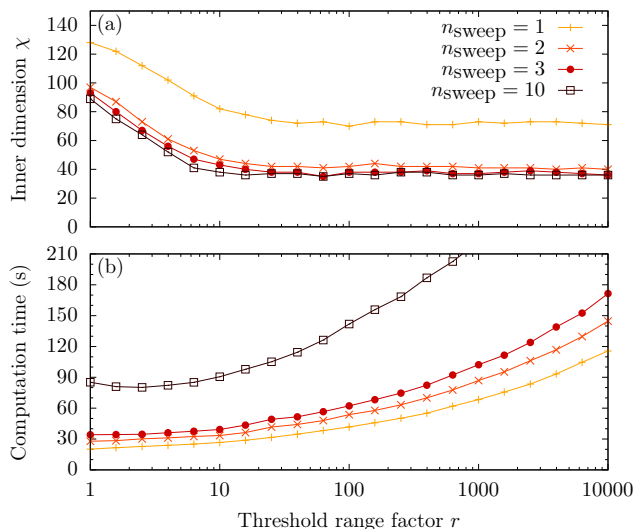 140
120
100
80
60
40
20
0
Inner dimension χ
(a)
n_sweep = 1
n_sweep = 2
n_sweep = 3
n_sweep = 10
210
180
150
120
90
60
30
0
Computation time (s)
(b)
1
10
100
1000
10000
Threshold range factor r